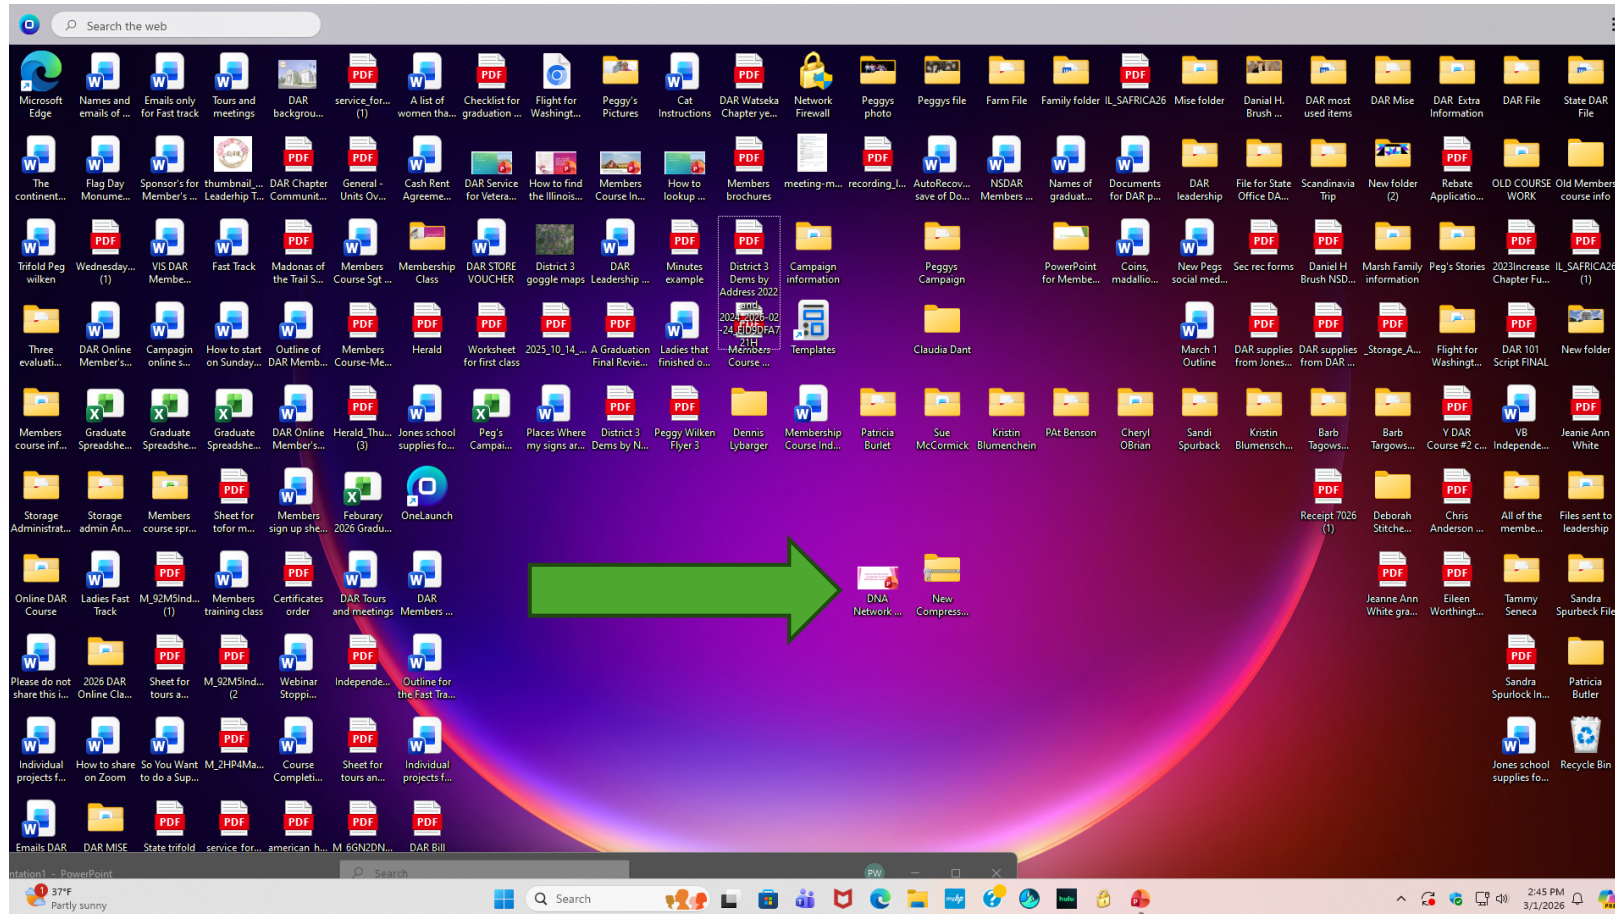 Search the web
Microsoft Edge
Names and emails of ...
Emails only for Fast track
Tours and meetings
DAR backgrou...
service_for... (1)
A list of women tha...
Checklist for graduation ...
Flight for Washingt...
Peggy's Pictures
Cat Instructions
DAR Watseka Chapter ye...
Network Firewall
Peggys photo
Peggys file
Farm File
Family folder
IL_SAFRICA26
Mise folder
Danial H. Brush ...
DAR most used items
DAR Mise
DAR Extra Information
DAR File
State DAR File
The continent...
Flag Day Monume...
Sponsor's for Member's ...
thumbnail_... Leadership T...
DAR Chapter Communit...
General - Units Ov...
Cash Rent Agreeme...
DAR Service for Vetera...
How to find the Illinois...
Members Course In...
How to lookup ...
Members brochures
meeting-m...
recording_l...
AutoRecov... save of Do...
NSDAR Members ...
Names of graduat...
Documents for DAR p...
DAR leadership
File for State Office DA...
Scandinavia Trip
New folder (2)
Rebate Applicatio...
OLD COURSE WORK
Old Members course info
Trifold Peg wilken
Wednesday... (1)
VIS DAR Membe...
Fast Track
Madonas of the Trail S...
Members Course Sgt ...
Membership Class
DAR STORE VOUCHER
District 3 goggle maps
DAR Leadership ...
Minutes example
District 3 Dems by Address 2022 and 2024_2026-02-24_FID9DFA721H
Campaign information
Peggys Campaign
PowerPoint for Membe...
Coins, madallio...
New Pegs social med...
Sec rec forms
Daniel H Brush NSD...
Marsh Family information
Peg's Stories
2023Increase Chapter Fu...
IL_SAFRICA26 (1)
Three evaluati...
DAR Online Member's...
Campagin online s...
How to start on Sunday...
Outline of DAR Memb...
Members Course-Me...
Herald
Worksheet for first class
2025_10_14_...
A Graduation Final Revie...
Ladies that finished o...
Members Course ...
Templates
Claudia Dant
March 1 Outline
DAR supplies from Jones...
DAR supplies from DAR ...
_Storage_A...
Flight for Washingt...
DAR 101 Script FINAL
New folder
Members course inf...
Graduate Spreadshe...
Graduate Spreadshe...
Graduate Spreadshe...
DAR Online Member's...
Herald_Thu... (3)
Jones school supplies fo...
Peg's Campai...
Places Where my signs ar...
District 3 Dems by N...
Peggy Wilken Flyer 3
Dennis Lybarger
Membership Course Ind...
Patricia Burlet
Sue McCormick
Kristin Blumenchein
PAt Benson
Cheryl OBrian
Sandi Spurback
Kristin Blumensch...
Barb Tagows...
Barb Targows...
Y DAR Course #2 c...
VB Independe...
Jeanie Ann White
Storage Administrat...
Storage admin An...
Members course spr...
Sheet for tofor m...
Members sign up she...
Feburary 2026 Gradu...
OneLaunch
Receipt 7026 (1)
Deborah Stitche...
Chris Anderson ...
All of the membe...
Files sent to leadership
Online DAR Course
Ladies Fast Track
M_92M5Ind... (1)
Members training class
Certificates order
DAR Tours and meetings
DAR Members ...
DNA Network ...
New Compress...
Jeanne Ann White gra...
Eileen Worthingt...
Tammy Seneca
Sandra Spurbeck File
Please do not share this i...
2026 DAR Online Cla...
Sheet for tours a...
M_92M5Ind... (2
Webinar Stoppi...
Independe...
Outline for the Fast Tra...
Sandra Spurlock In...
Patricia Butler
Individual projects f...
How to share on Zoom
So You Want to do a Sup...
M_2HP4Ma...
Course Completi...
Sheet for tours an...
Individual projects f...
Jones school supplies fo...
Recycle Bin
Emails DAR
DAR MISE
State trifold
service_for...
american_h...
M_6GN2DN...
DAR Bill
ntation1 - PowerPoint
Search
PW
1
37°F
Partly sunny
Search
myhp
hulu
2:45 PM
3/1/2026